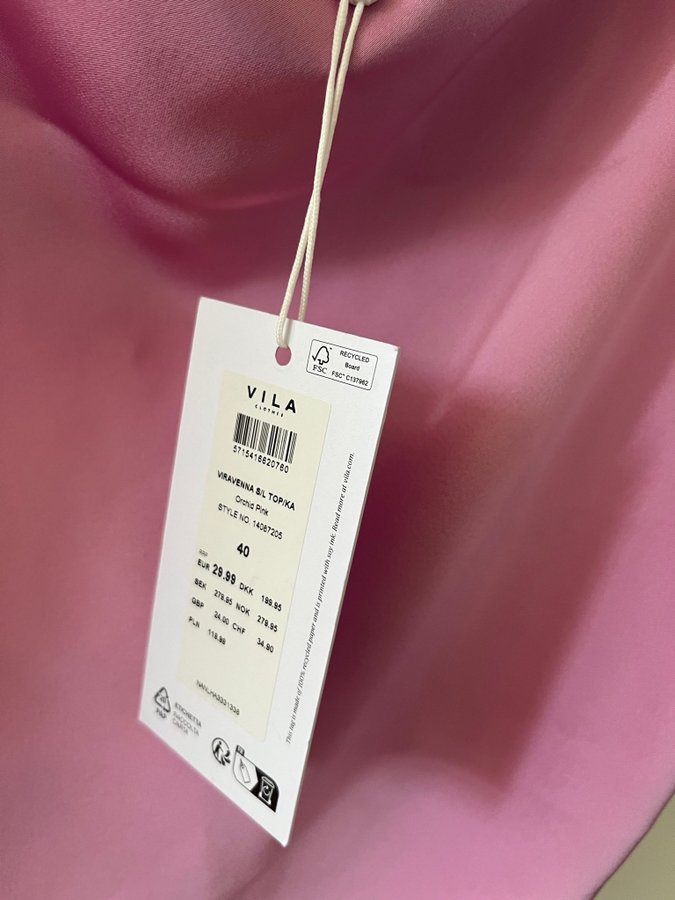 RECYCLED
Board
FSC™ C137962
FSC
VILA
CLOTHES
5715416620760
VIRAVENNA S/L TOP/KA
Orchid Pink
STYLE NO. 14087205
40
RRP
EUR 29.99 DKK 199.95
SEK 279.95 NOK 279.95
GBP 24.00 CHF 34.90
PLN 118.99
This tag is made of 100% recycled paper and is printed with soy ink. Read more at vila.com.
PAP
ETICHETTA
RACCOLTA
CARTA